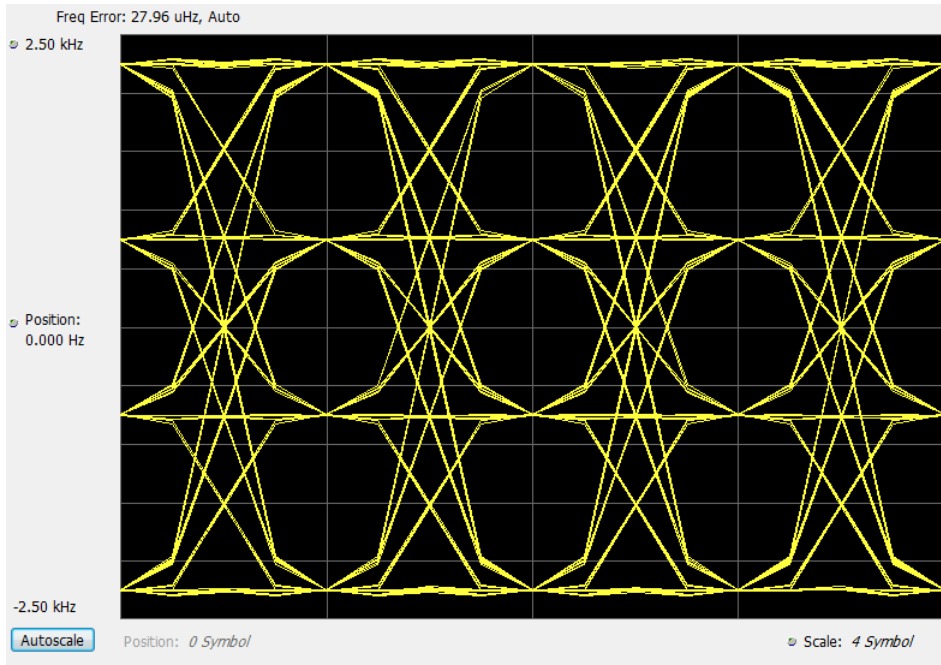 Freq Error: 27.96 uHz, Auto
2.50 kHz
Position:
0.000 Hz
-2.50 kHz
Autoscale
Position: 0 Symbol
Scale: 4 Symbol